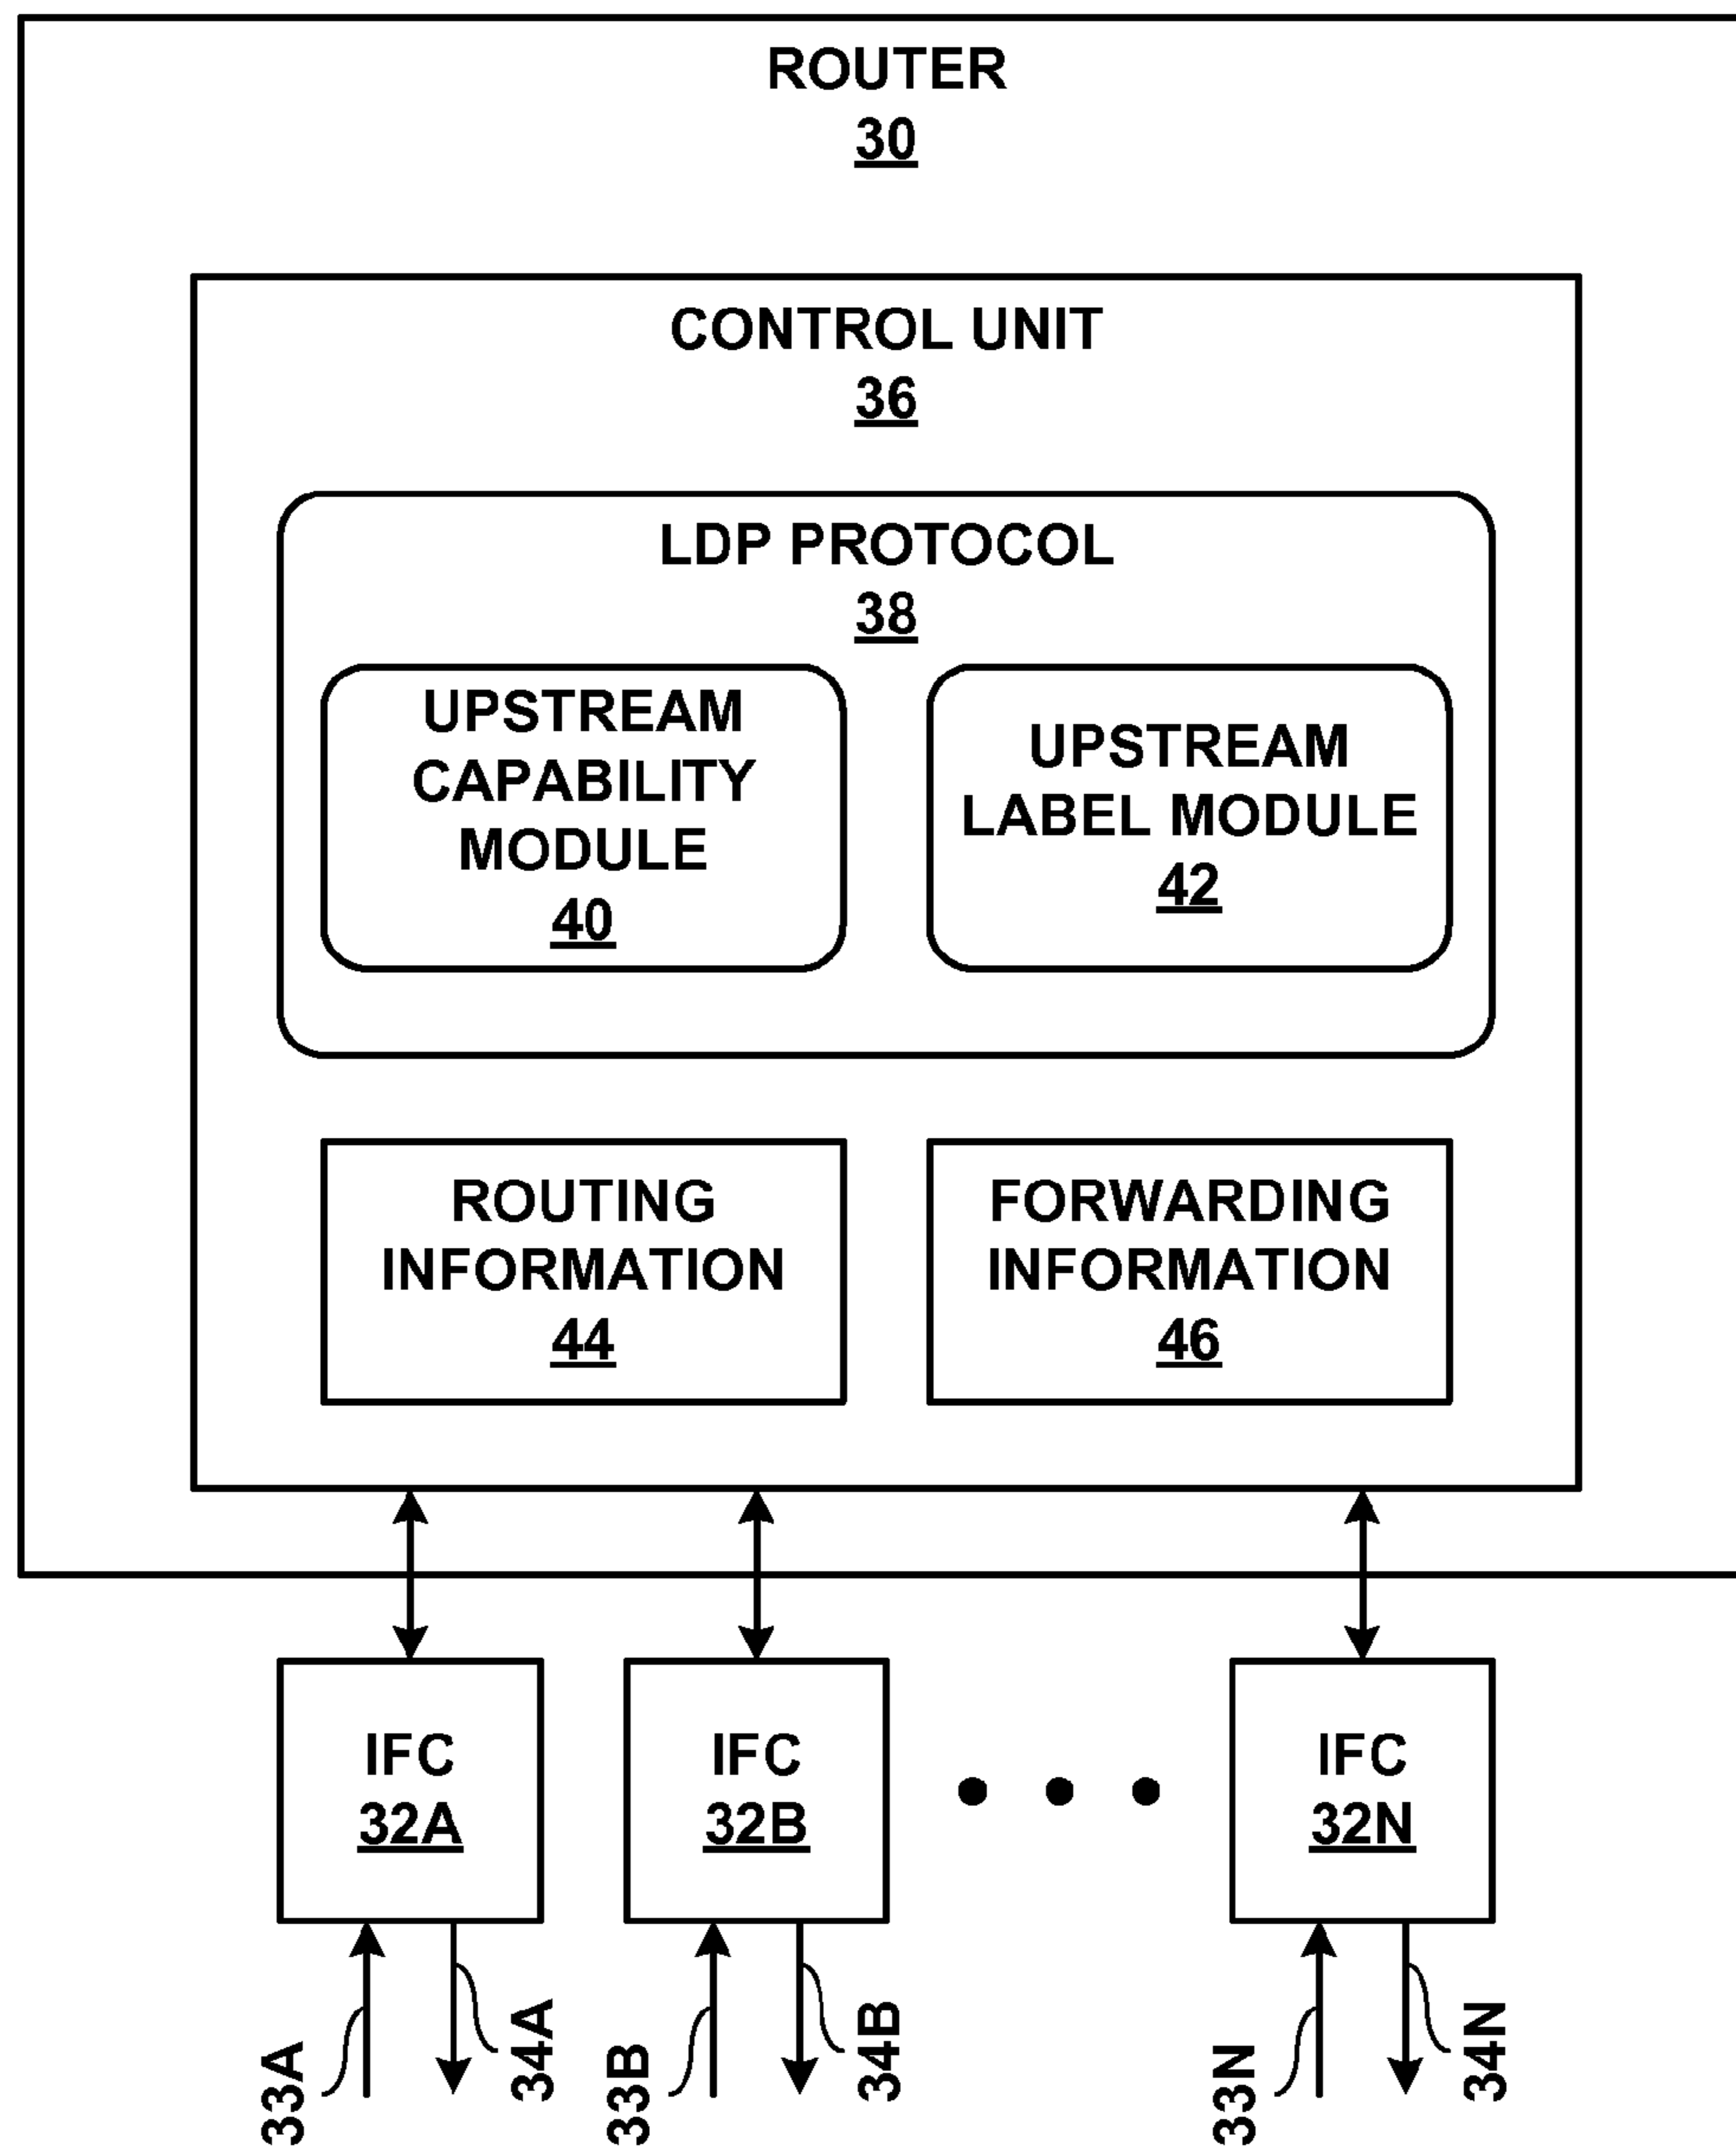 ROUTER
30
CONTROL UNIT
36
LDP PROTOCOL
38
UPSTREAM
CAPABILITY
MODULE
40
UPSTREAM
LABEL MODULE
42
ROUTING
INFORMATION
44
FORWARDING
INFORMATION
46
IFC
32A
IFC
32B
IFC
32N
33A
34A
33B
34B
33N
34N